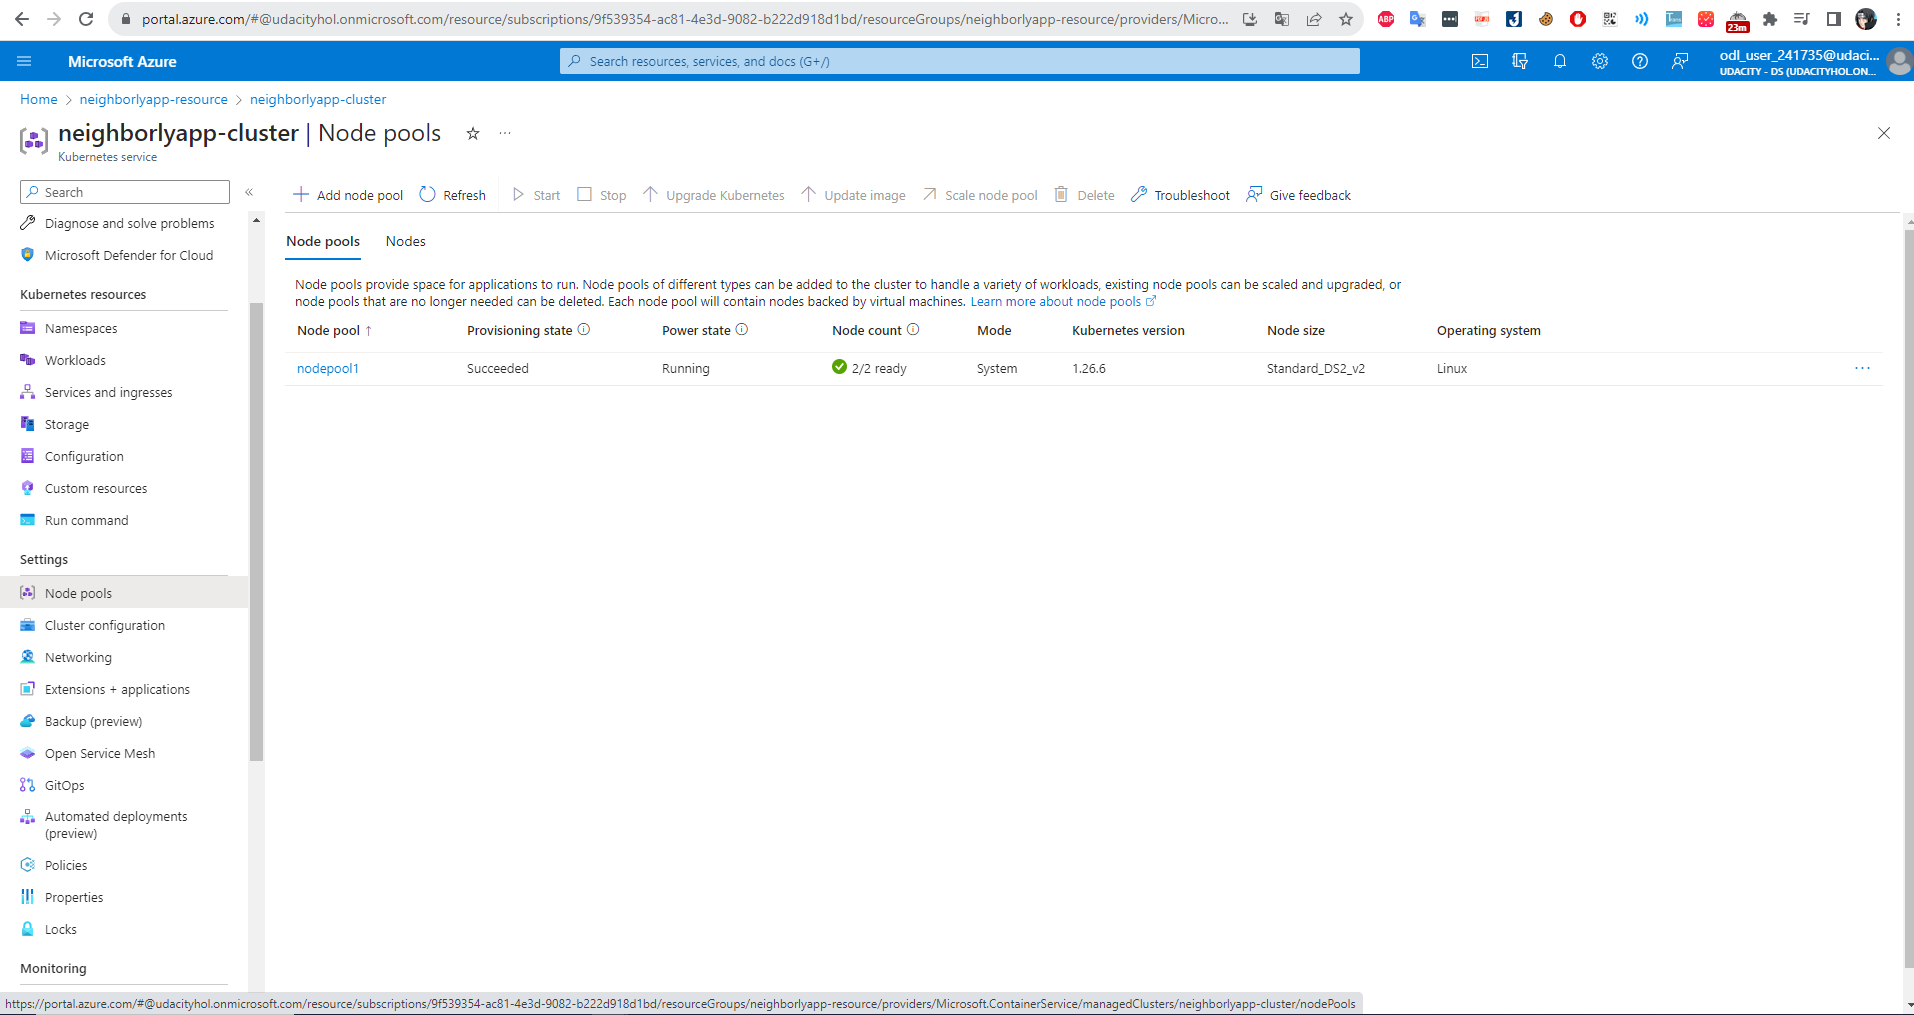 portal.azure.com/#@udacityhol.onmicrosoft.com/resource/subscriptions/9f539354-ac81-4e3d-9082-b222d918d1bd/resourceGroups/neighborlyapp-resource/providers/Micro...
ABP
23m
Microsoft Azure
Search resources, services, and docs (G+/)
odl_user_241735@udaci...
UDACITY - DS (UDACITYHOL.ON...
Home > neighborlyapp-resource > neighborlyapp-cluster
neighborlyapp-cluster | Node pools
Kubernetes service
Search
Add node pool Refresh Start Stop Upgrade Kubernetes Update image Scale node pool Delete Troubleshoot Give feedback
Diagnose and solve problems
Microsoft Defender for Cloud
Kubernetes resources
Namespaces
Workloads
Services and ingresses
Storage
Configuration
Custom resources
Run command
Settings
Node pools
Cluster configuration
Networking
Extensions + applications
Backup (preview)
Open Service Mesh
GitOps
Automated deployments
(preview)
Policies
Properties
Locks
Monitoring
Node pools Nodes
Node pools provide space for applications to run. Node pools of different types can be added to the cluster to handle a variety of workloads, existing node pools can be scaled and upgraded, or
node pools that are no longer needed can be deleted. Each node pool will contain nodes backed by virtual machines. Learn more about node pools
Node pool ↑ Provisioning state Power state Node count Mode Kubernetes version Node size Operating system
nodepool1 Succeeded Running 2/2 ready System 1.26.6 Standard_DS2_v2 Linux
https://portal.azure.com/#@udacityhol.onmicrosoft.com/resource/subscriptions/9f539354-ac81-4e3d-9082-b222d918d1bd/resourceGroups/neighborlyapp-resource/providers/Microsoft.ContainerService/managedClusters/neighborlyapp-cluster/nodePools